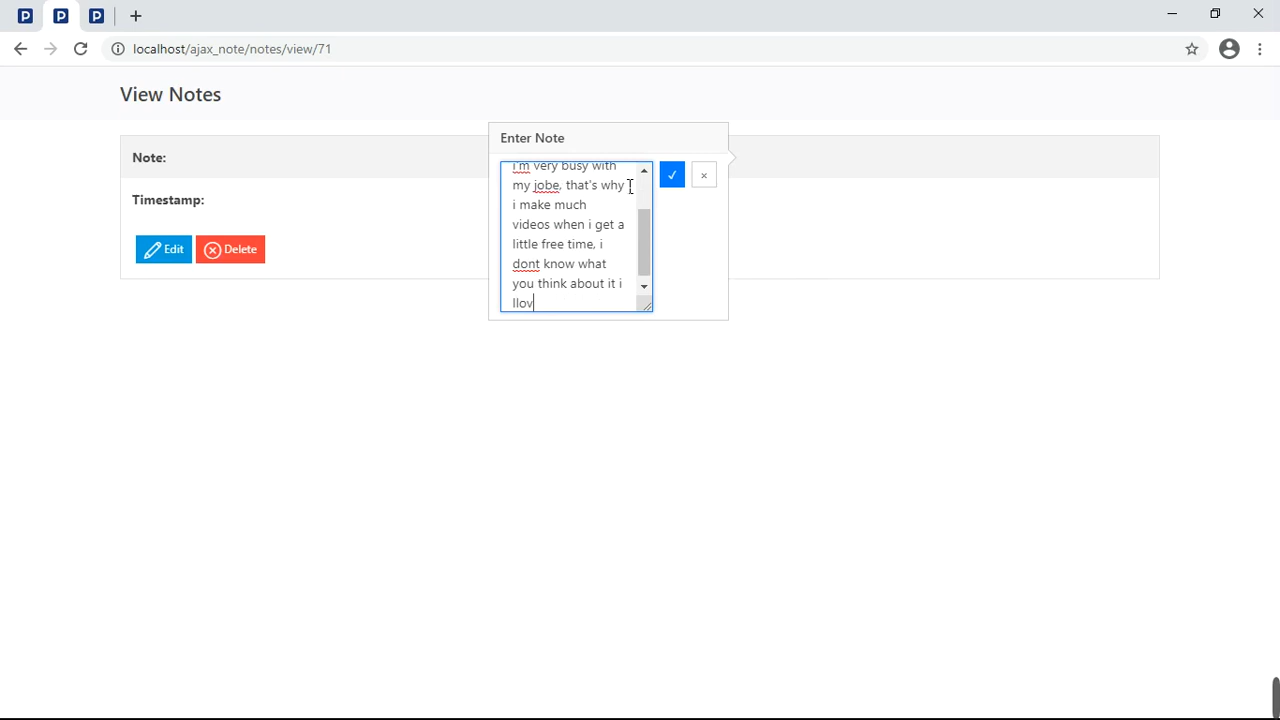 P
P
P
localhost/ajax_note/notes/view/71
View Notes
Enter Note
Note:
i'm very busy with
my jobe, that's why
i make much
videos when i get a
little free time, i
dont know what
you think about it i
llov
Timestamp:
Edit
Delete